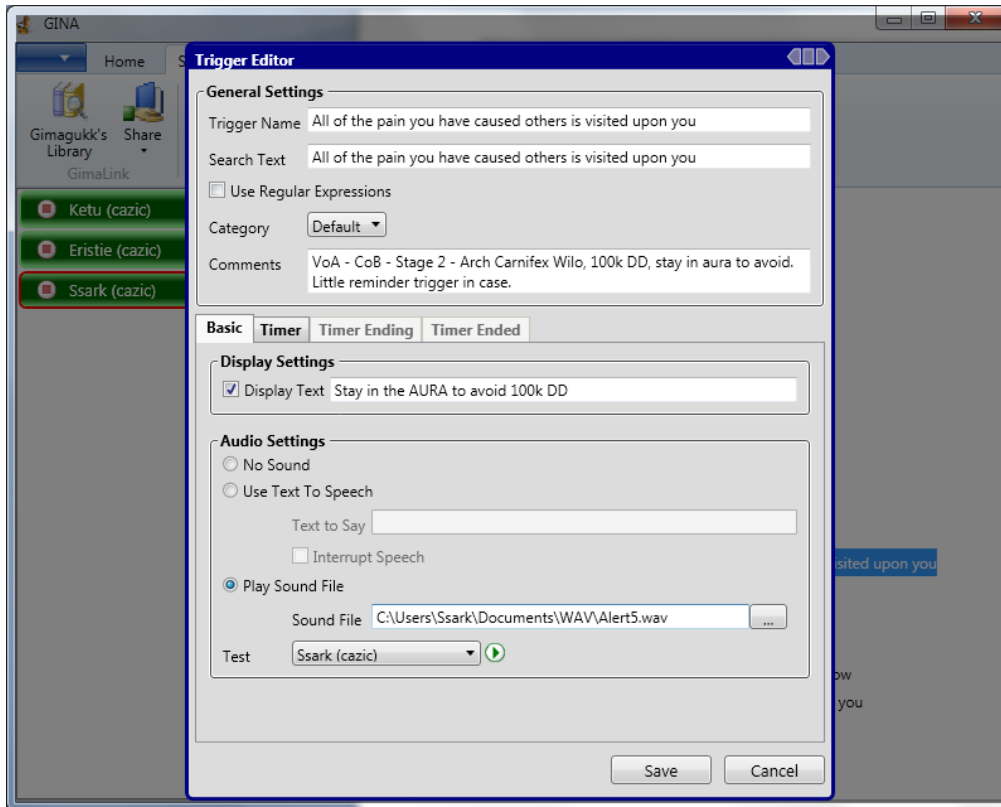 GINA
Home S
Gimagukk's Library
Share
GimaLink
Ketu (cazic)
Eristie (cazic)
Ssark (cazic)
Trigger Editor
General Settings
Trigger Name All of the pain you have caused others is visited upon you
Search Text All of the pain you have caused others is visited upon you
Use Regular Expressions
Category Default
Comments VoA - CoB - Stage 2 - Arch Carnifex Wilo, 100k DD, stay in aura to avoid.
Little reminder trigger in case.
Basic Timer Timer Ending Timer Ended
Display Settings
Display Text Stay in the AURA to avoid 100k DD
Audio Settings
No Sound
Use Text To Speech
Text to Say
Interrupt Speech
Play Sound File
Sound File C:\Users\Ssark\Documents\WAV\Alert5.wav ...
Test Ssark (cazic)
Save Cancel
isited upon you
ow
you